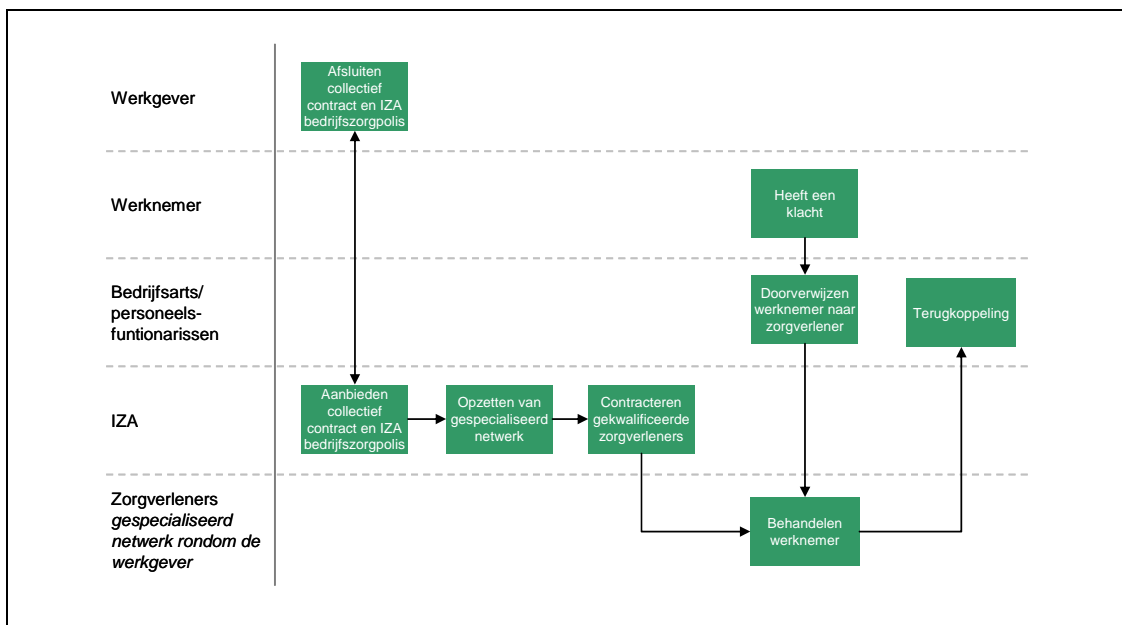 Werkgever
Afsluiten
collectief
contract en IZA
bedrijfszorgpolis
Werknemer
Heeft een
klacht
Bedrijfsarts/
personeels-
funtionarissen
Doorverwijzen
werknemer naar
zorgverlener
Terugkoppeling
IZA
Aanbieden
collectief
contract en IZA
bedrijfszorgpolis
Opzetten van
gespecialiseerd
netwerk
Contracteren
gekwalificeerde
zorgverleners
Zorgverleners
gespecialiseerd
netwerk rondom de
werkgever
Behandelen
werknemer